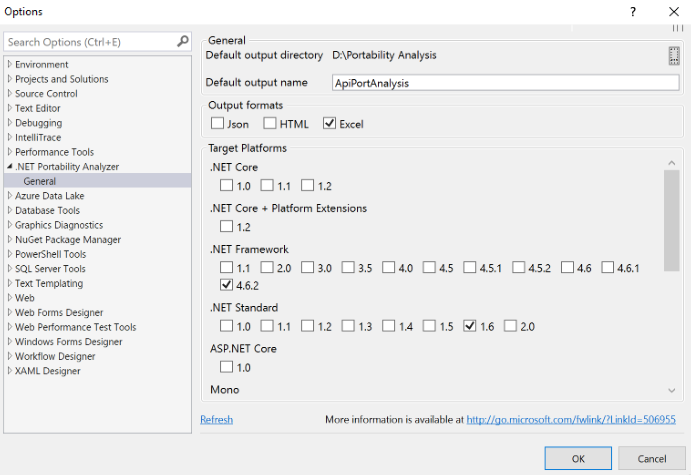 Options
?
Search Options (Ctrl+E)
Environment
Projects and Solutions
Source Control
Text Editor
Debugging
IntelliTrace
Performance Tools
.NET Portability Analyzer
General
Azure Data Lake
Database Tools
Graphics Diagnostics
NuGet Package Manager
PowerShell Tools
SQL Server Tools
Text Templating
Web
Web Forms Designer
Web Performance Test Tools
Windows Forms Designer
Workflow Designer
XAML Designer
General
Default output directory D:\Portability Analysis
Default output name ApiPortAnalysis
Output formats
Json HTML Excel
Target Platforms
.NET Core
1.0 1.1 1.2
.NET Core + Platform Extensions
1.2
.NET Framework
1.1 2.0 3.0 3.5 4.0 4.5 4.5.1 4.5.2 4.6 4.6.1
4.6.2
.NET Standard
1.0 1.1 1.2 1.3 1.4 1.5 1.6 2.0
ASP.NET Core
1.0
Mono
Refresh More information is available at http://go.microsoft.com/fwlink/?LinkId=506955
OK Cancel